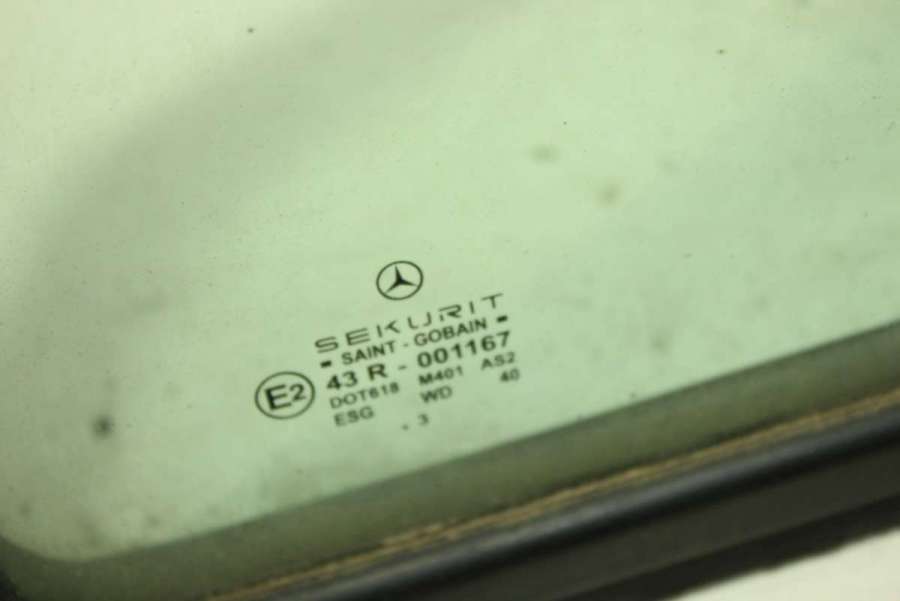 SEKURIT
- SAINT - GOBAIN -
E2
43 R - 001167
DOT618 M401 AS2
ESG WD 40
. 3